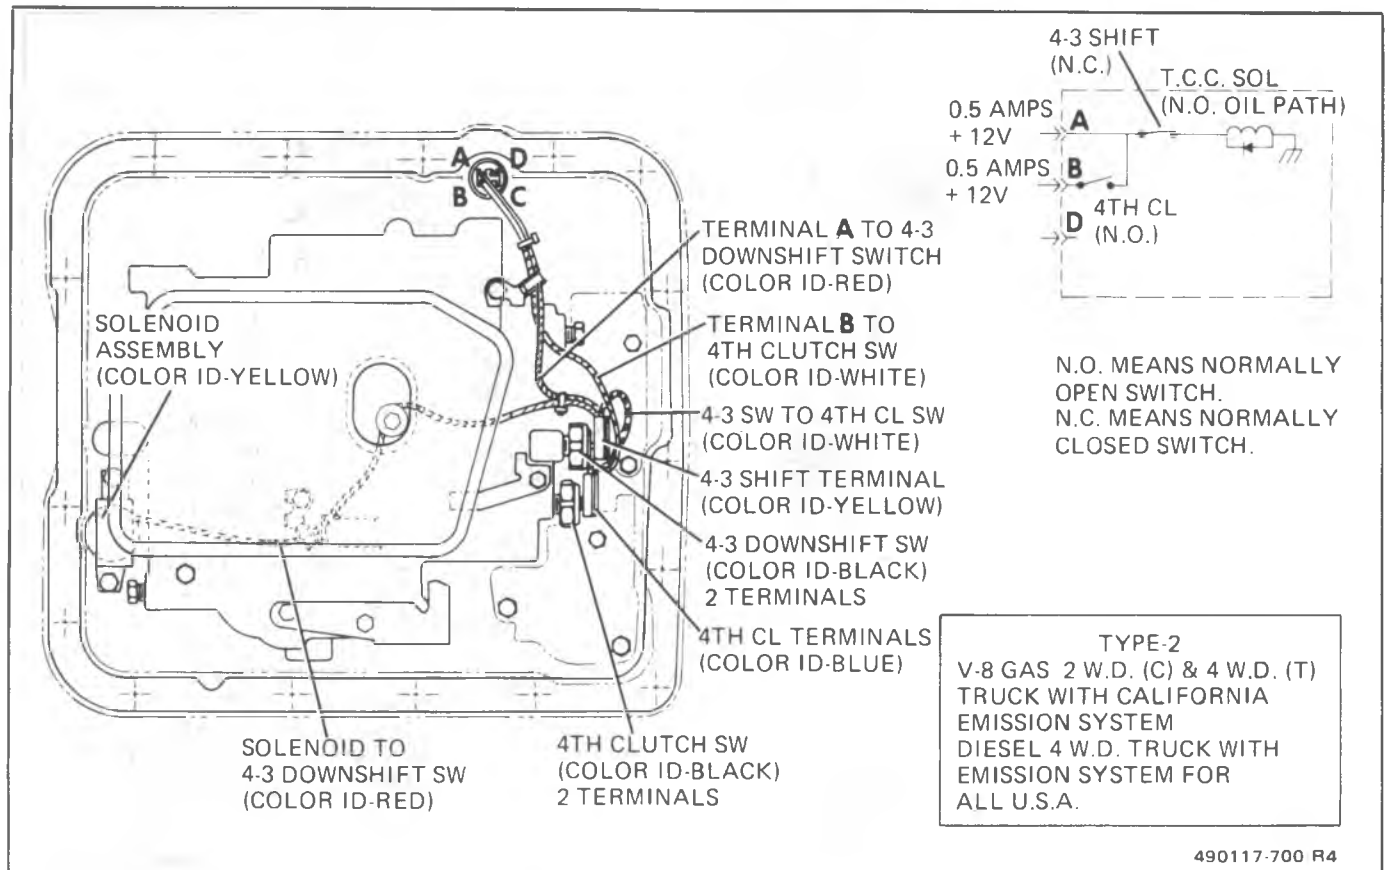 4-3 SHIFT
(N.C.)
T.C.C. SOL
(N.O. OIL PATH)
0.5 AMPS
+ 12V
A
0.5 AMPS
+ 12V
B
4TH CL
(N.O.)
D
A D
B C
TERMINAL A TO 4-3
DOWNSHIFT SWITCH
(COLOR ID-RED)
SOLENOID
ASSEMBLY
(COLOR ID-YELLOW)
TERMINAL B TO
4TH CLUTCH SW
(COLOR ID-WHITE)
4-3 SW TO 4TH CL SW
(COLOR ID-WHITE)
4-3 SHIFT TERMINAL
(COLOR ID-YELLOW)
4-3 DOWNSHIFT SW
(COLOR ID-BLACK)
2 TERMINALS
4TH CL TERMINALS
(COLOR ID-BLUE)
N.O. MEANS NORMALLY
OPEN SWITCH.
N.C. MEANS NORMALLY
CLOSED SWITCH.
SOLENOID TO
4-3 DOWNSHIFT SW
(COLOR ID-RED)
4TH CLUTCH SW
(COLOR ID-BLACK)
2 TERMINALS
TYPE-2
V-8 GAS 2 W.D. (C) & 4 W.D. (T)
TRUCK WITH CALIFORNIA
EMISSION SYSTEM
DIESEL 4 W.D. TRUCK WITH
EMISSION SYSTEM FOR
ALL U.S.A.
490117-700 R4